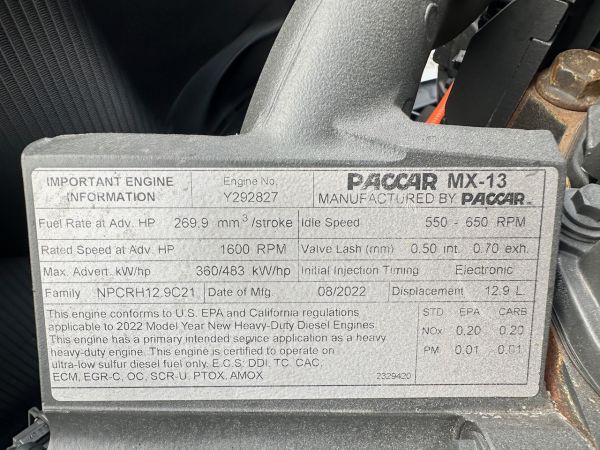 IMPORTANT ENGINE INFORMATION
Engine No. Y292827
PACCAR MX-13
MANUFACTURED BY PACCAR
Fuel Rate at Adv. HP 269.9 mm³/stroke Idle Speed 550 - 650 RPM
Rated Speed at Adv. HP 1600 RPM Valve Lash (mm) 0.50 int. 0.70 exh.
Max. Advert. kW/hp 360/483 kW/hp Initial Injection Timing Electronic
Family NPCRH12.9C21 Date of Mfg. 08/2022 Displacement 12.9 L
This engine conforms to U.S. EPA and California regulations
applicable to 2022 Model Year New Heavy-Duty Diesel Engines.
This engine has a primary intended service application as a heavy
heavy-duty engine. This engine is certified to operate on
ultra-low sulfur diesel fuel only. E.C.S: DDI, TC, CAC,
ECM, EGR-C, OC, SCR-U, PTOX, AMOX
2329420
STD EPA CARB
NOx 0.20 0.20
PM 0.01 0.01